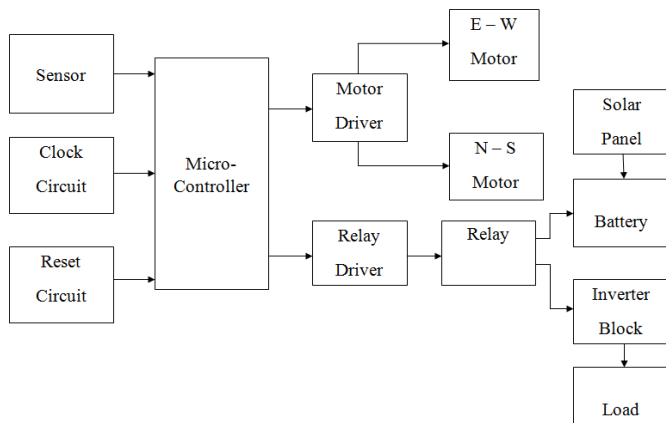 Sensor
Clock
Circuit
Reset
Circuit
Micro-
Controller
Motor
Driver
E – W
Motor
N – S
Motor
Relay
Driver
Relay
Solar
Panel
Battery
Inverter
Block
Load